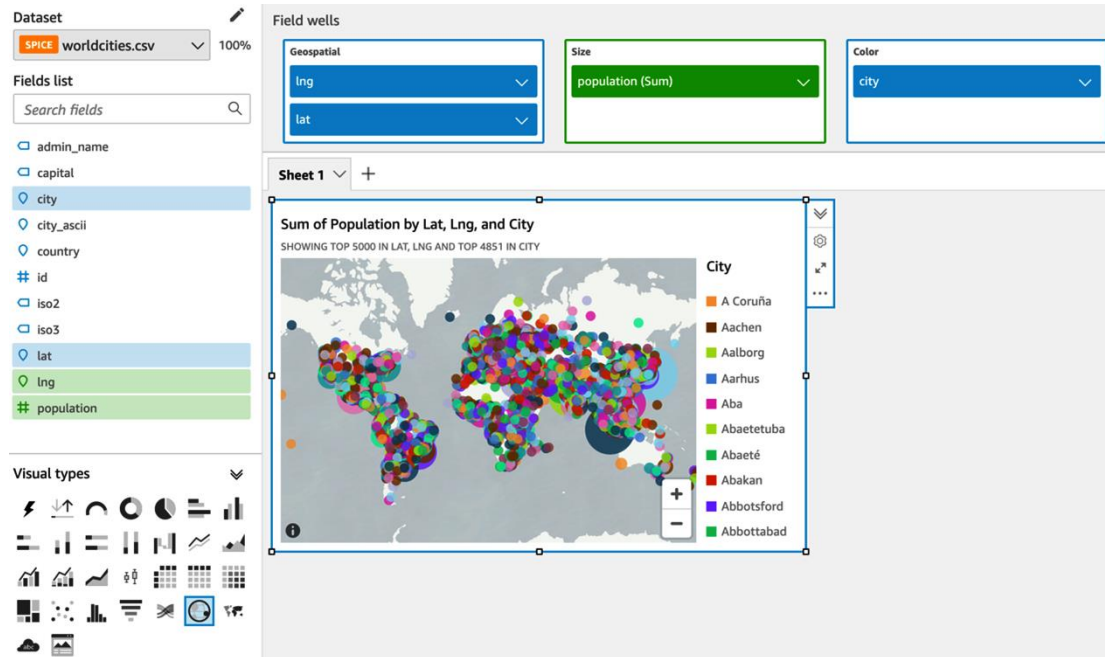 Dataset
SPICE worldcities.csv 100%
Fields list
Search fields
admin_name
capital
city
city_ascii
country
id
iso2
iso3
lat
lng
population
Visual types
Field wells
Geospatial
lng
lat
Size
population (Sum)
Color
city
Sheet 1
Sum of Population by Lat, Lng, and City
SHOWING TOP 5000 IN LAT, LNG AND TOP 4851 IN CITY
City
A Coruña
Aachen
Aalborg
Aarhus
Aba
Abaetetuba
Abaeté
Abakan
Abbotsford
Abbottabad
abc